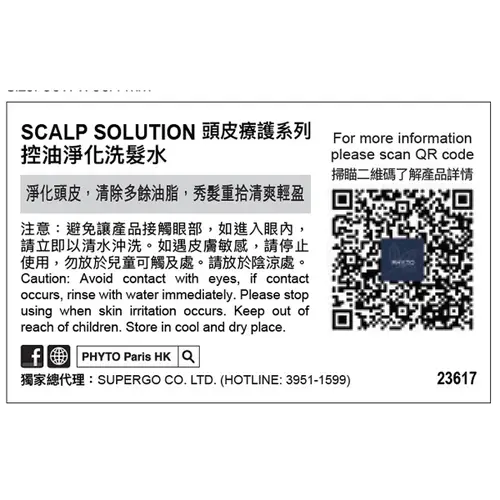 SCALP SOLUTION 頭皮療護系列
控油淨化洗髮水
淨化頭皮，清除多餘油脂，秀髮重拾清爽輕盈
注意：避免讓產品接觸眼部，如進入眼內，
請立即以清水沖洗。如遇皮膚敏感，請停止
使用，勿放於兒童可觸及處。請放於陰涼處。
Caution: Avoid contact with eyes, if contact
occurs, rinse with water immediately. Please stop
using when skin irritation occurs. Keep out of
reach of children. Store in cool and dry place.
PHYTO Paris HK
獨家總代理：SUPERGO CO. LTD. (HOTLINE: 3951-1599)
For more information
please scan QR code
掃瞄二維碼了解產品詳情
PHYTO
23617